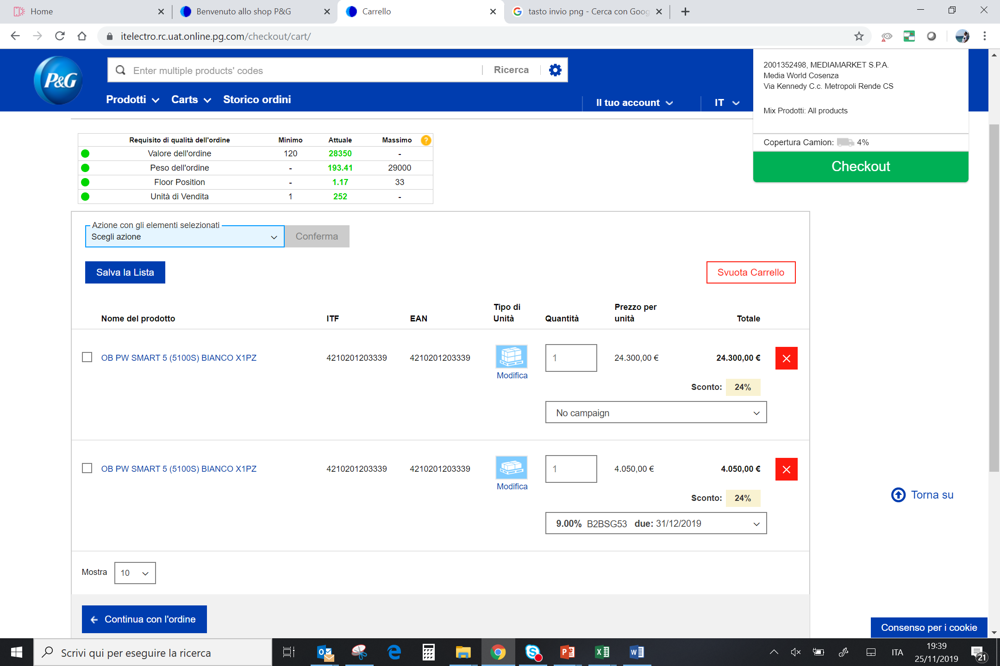 Home
Benvenuto allo shop P&G
Carrello
tasto invio png - Cerca con Goog
itelectro.rc.uat.online.pg.com/checkout/cart/
P&G
Enter multiple products' codes
Ricerca
Prodotti
Carts
Storico ordini
Il tuo account
IT
2001352498, MEDIAMARKET S.P.A.
Media World Cosenza
Via Kennedy C.c. Metropoli Rende CS
Mix Prodotti: All products
Copertura Camion: 4%
Checkout
Requisito di qualità dell'ordine Minimo Attuale Massimo ?
Valore dell'ordine 120 28350 -
Peso dell'ordine - 193.41 29000
Floor Position - 1.17 33
Unità di Vendita 1 252 -
Azione con gli elementi selezionati
Scegli azione
Conferma
Salva la Lista
Svuota Carrello
Nome del prodotto ITF EAN Tipo di Unità Quantità Prezzo per unità Totale
OB PW SMART 5 (5100S) BIANCO X1PZ 4210201203339 4210201203339 1 24.300,00 € 24.300,00 €
Modifica
Sconto: 24%
No campaign
OB PW SMART 5 (5100S) BIANCO X1PZ 4210201203339 4210201203339 1 4.050,00 € 4.050,00 €
Modifica
Sconto: 24%
9.00% B2BSG53 due: 31/12/2019
Torna su
Mostra 10
Continua con l'ordine
Consenso per i cookie
Scrivi qui per eseguire la ricerca
ITA
19:39
25/11/2019
21